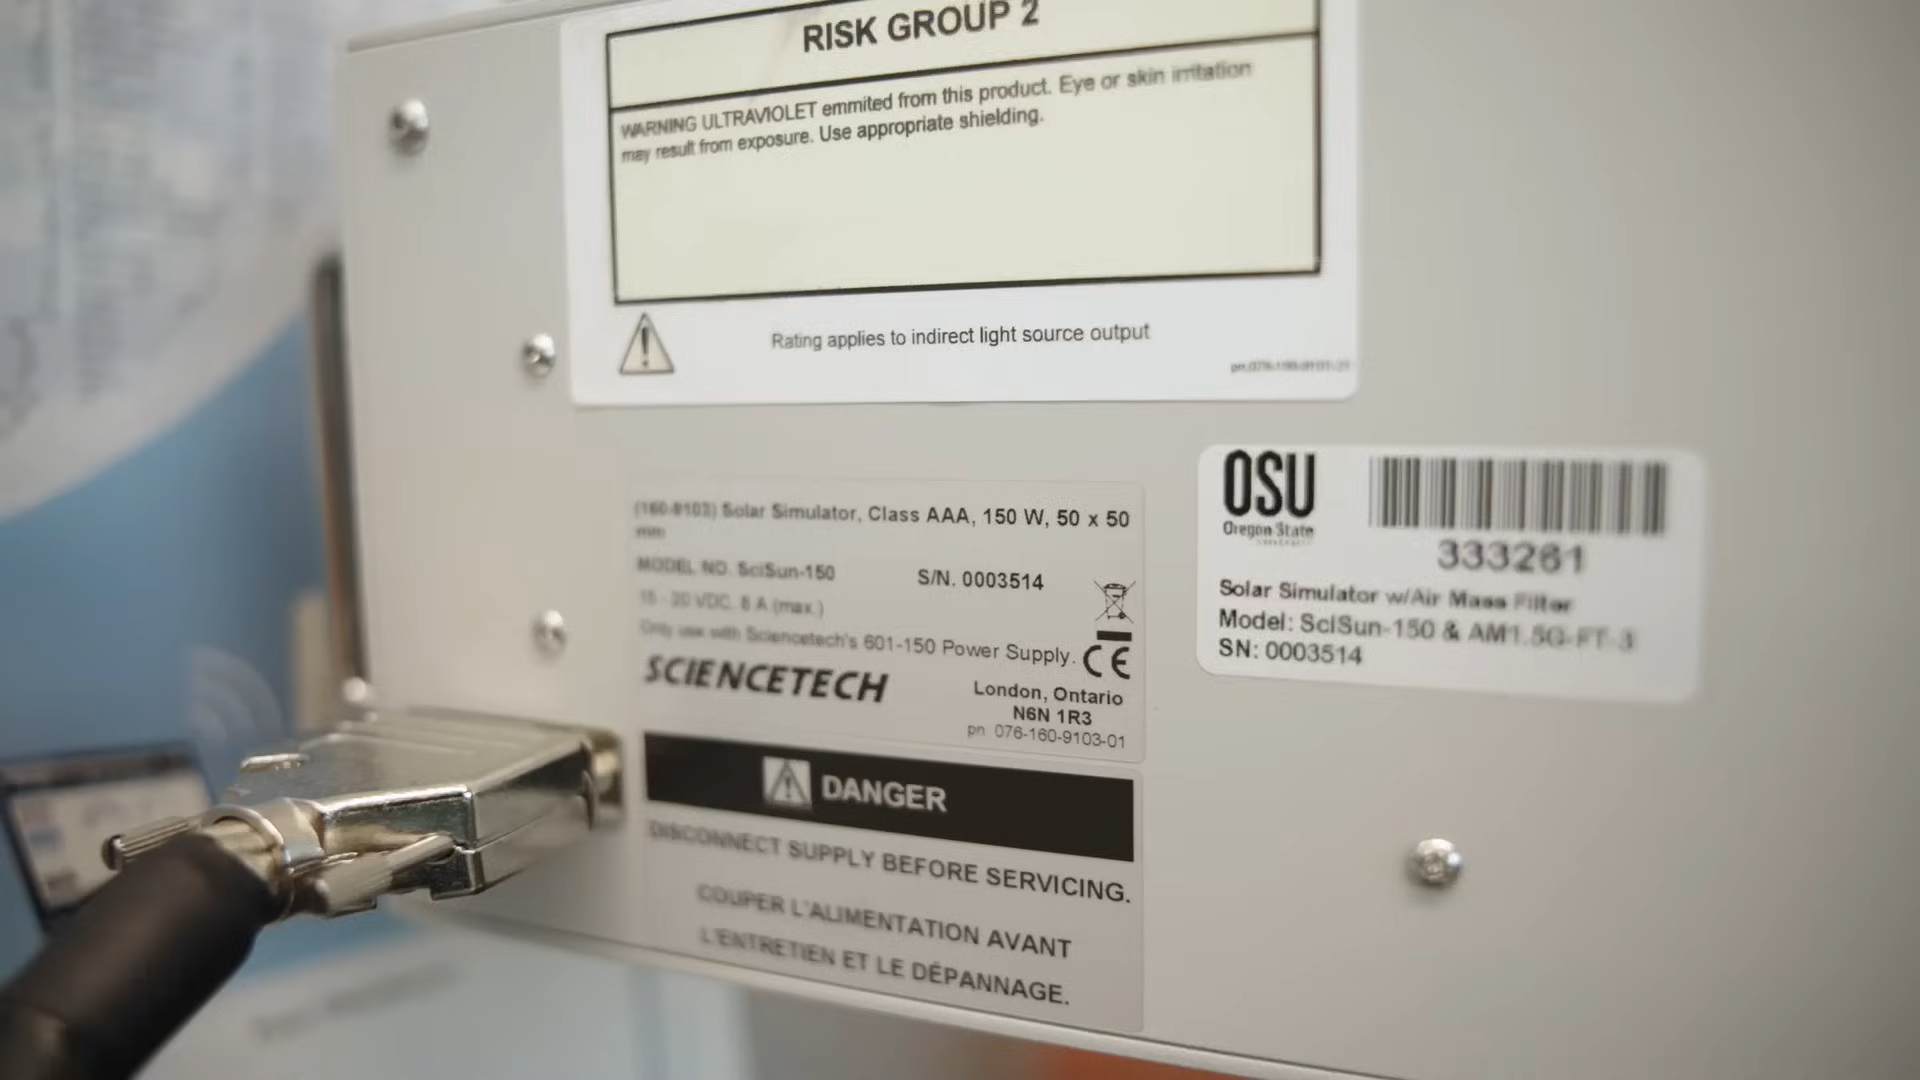 RISK GROUP 2
WARNING ULTRAVIOLET emmited from this product. Eye or skin irritation
may result from exposure. Use appropriate shielding.
Rating applies to indirect light source output
(160-9103) Solar Simulator, Class AAA, 150 W, 50 x 50
mm
MODEL NO. SciSun-150 S/N. 0003514
8 A (max.)
Only use with Sciencetech's 601-150 Power Supply.
CE
SCIENCETECH
London, Ontario
N6N 1R3
pn 076-160-9103-01
DANGER
DISCONNECT SUPPLY BEFORE SERVICING.
COUPER L'ALIMENTATION AVANT
L'ENTRETIEN ET LE DÉPANNAGE.
OSU
Oregon State
333261
Solar Simulator w/Air Mass Filter
Model: SciSun-150 & AM1.5G-FT-3
SN: 0003514